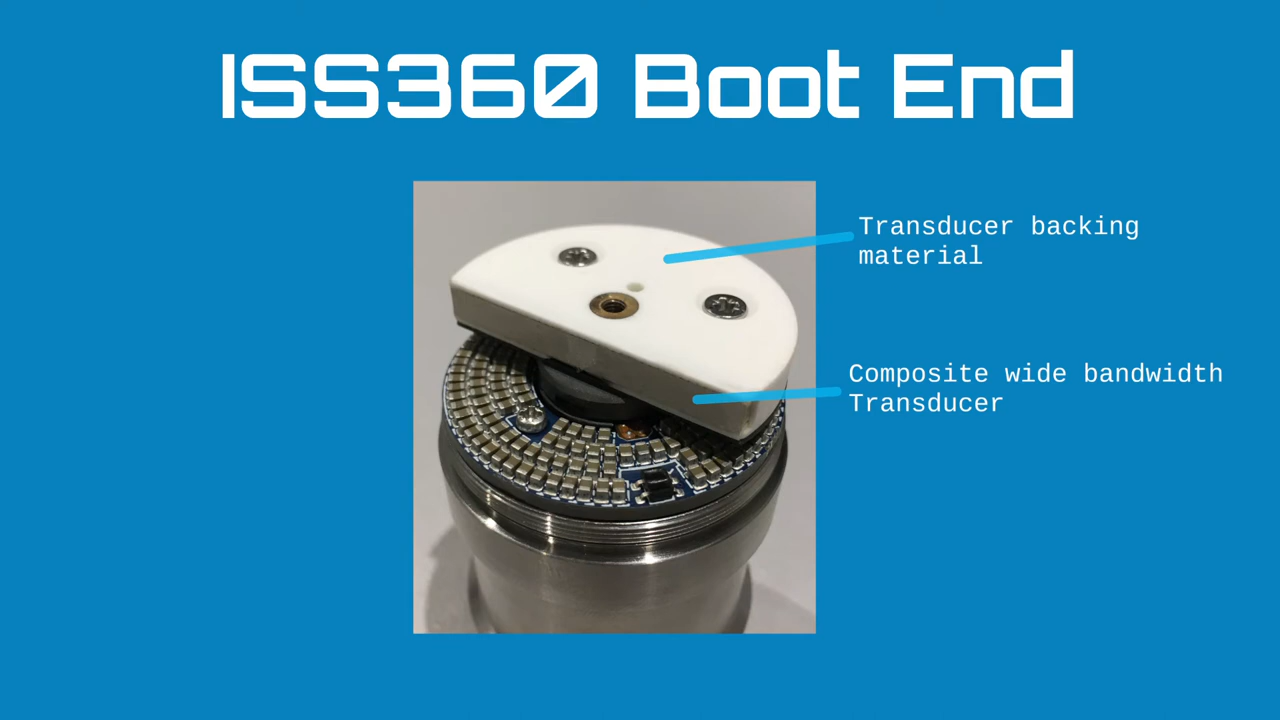 ISS360 Boot End
Transducer backing
material
Composite wide bandwidth
Transducer